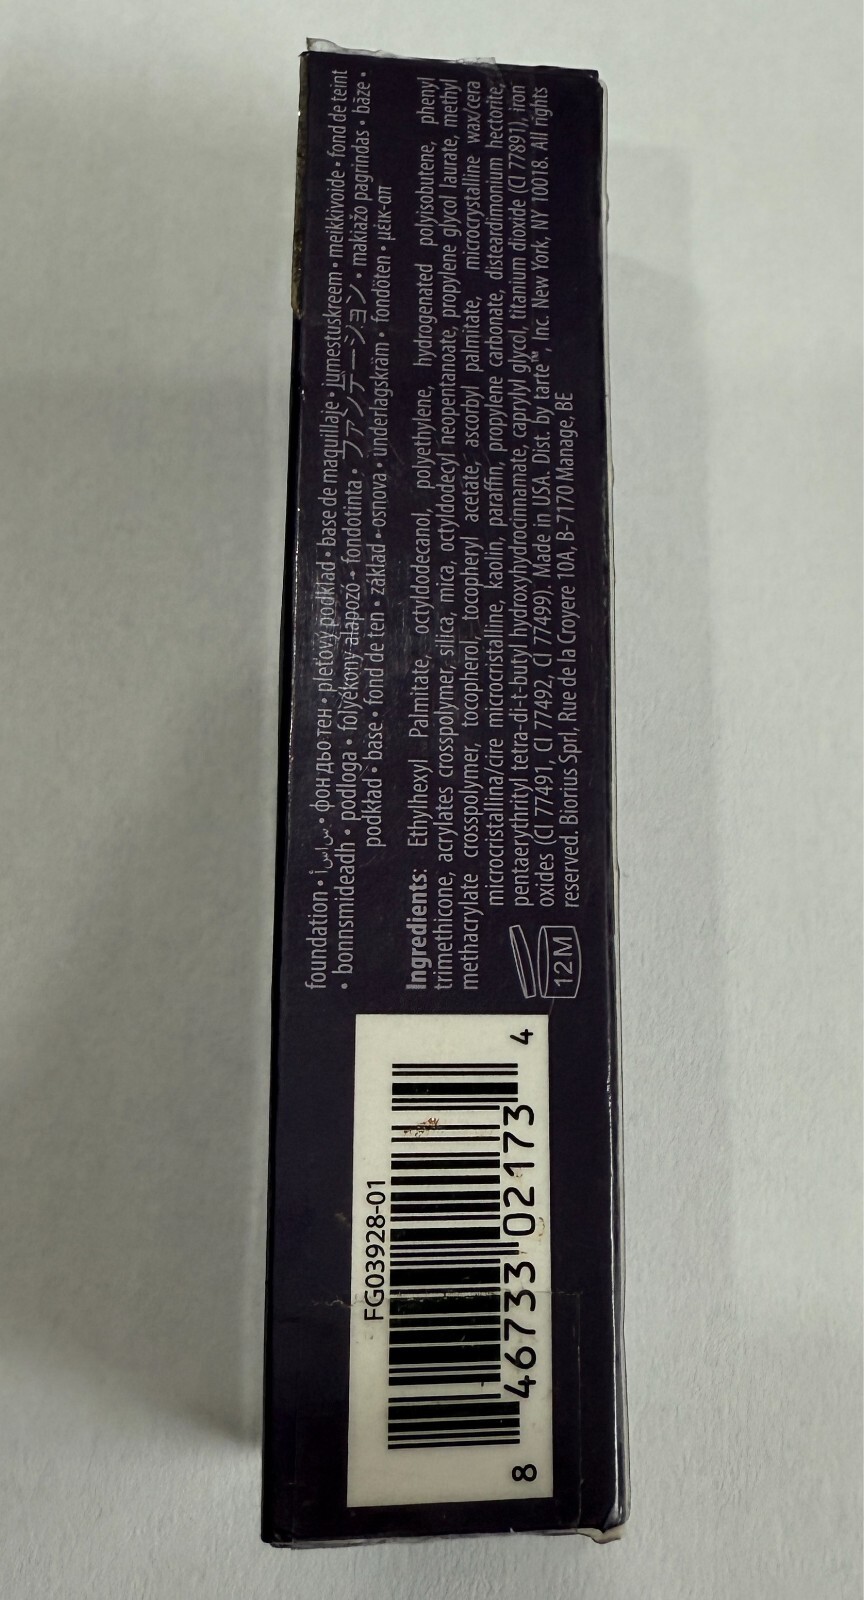 foundation • أساس • фон дьо тен • pleťový podklad • base de maquillaje • jumestuskreem • meikkivoide • fond de teint
• bonnsmideadh • podloga • folyékony alapozó • fondotinta • ファンデーション • makiažo pagrindas • bāze •
podkład • base • fond de ten • základ • osnova • underlagskräm • fondöten • μέικ-απ
Ingredients: Ethylhexyl Palmitate, octyldodecanol, polyethylene, hydrogenated polyisobutene, phenyl
trimethicone, acrylates crosspolymer, silica, mica, octyldodecyl neopentanoate, propylene glycol laurate, methyl
methacrylate crosspolymer, tocopherol, tocopheryl acetate, ascorbyl palmitate, microcrystalline wax/cera
microcristallina/cire microcristalline, kaolin, paraffin, propylene carbonate, disteardimonium hectorite,
pentaerythrityl tetra-di-t-butyl hydroxyhydrocinnamate, caprylyl glycol, titanium dioxide (CI 77891), iron
oxides (CI 77491, CI 77492, CI 77499). Made in USA. Dist. by tarte™, Inc. New York, NY 10018. All rights
reserved. Biorius Sprl, Rue de la Croyere 10A, B-7170 Manage, BE
12M
FG03928-01
8 46733 02173 4